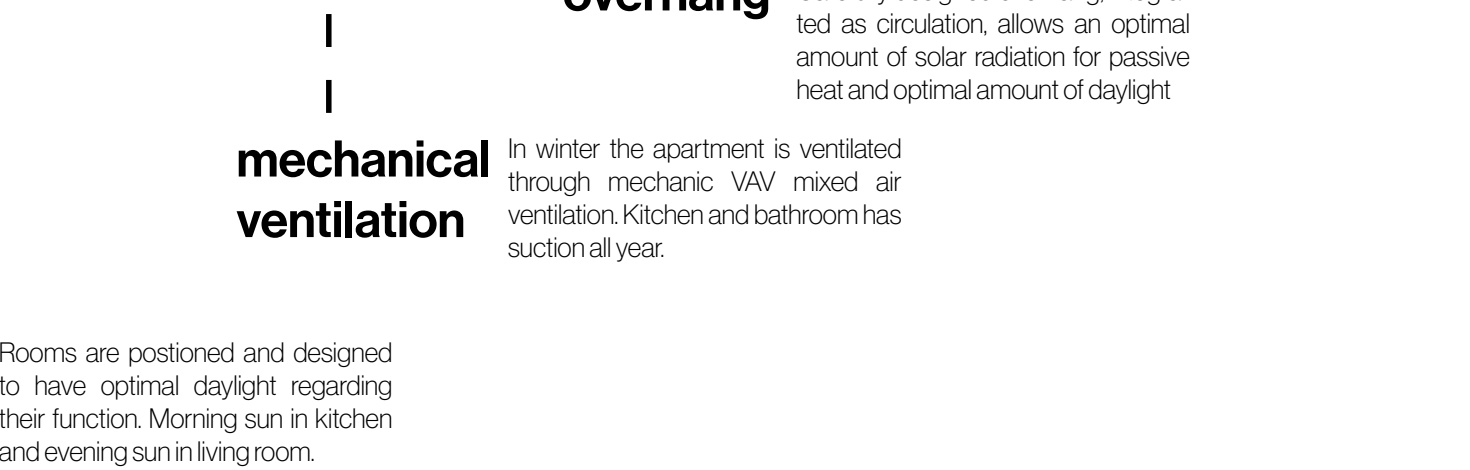 overhang
ted as circulation, allows an optimal
amount of solar radiation for passive
heat and optimal amount of daylight
mechanical
ventilation
In winter the apartment is ventilated
through mechanic VAV mixed air
ventilation. Kitchen and bathroom has
suction all year.
Rooms are postioned and designed
to have optimal daylight regarding
their function. Morning sun in kitchen
and evening sun in living room.